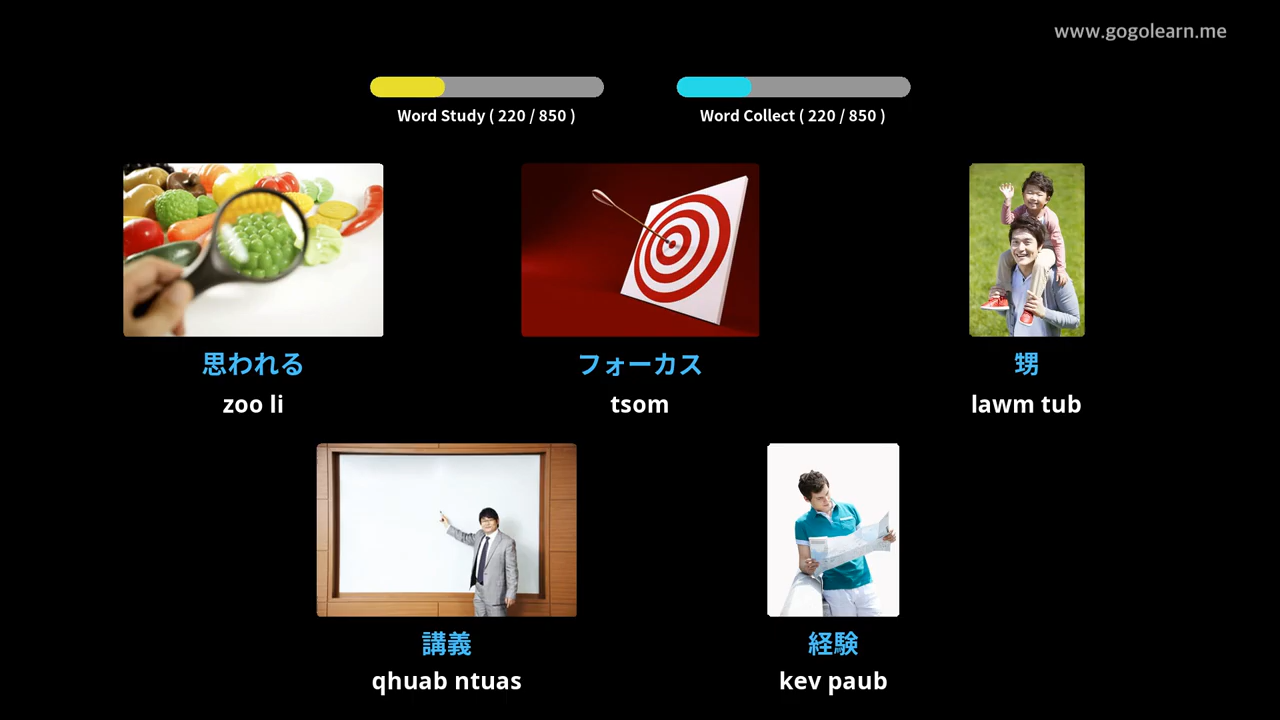 www.gogolearn.me
Word Study ( 220 / 850 )
Word Collect ( 220 / 850 )
思われる
フォーカス
甥
zoo li
tsom
lawm tub
講義
経験
qhuab ntuas
kev paub